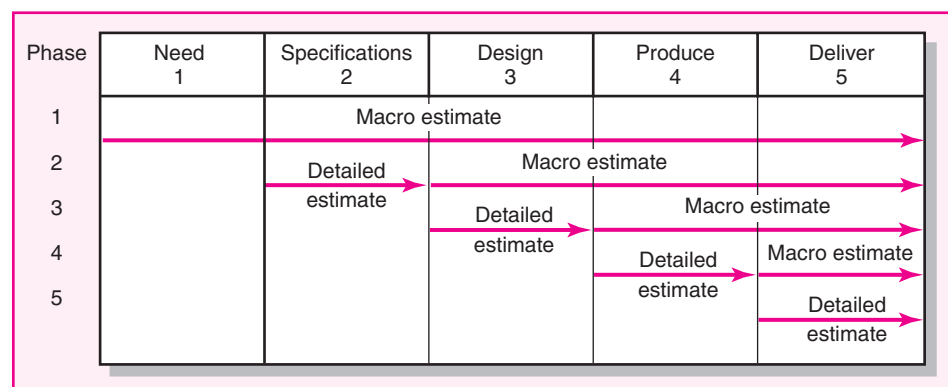 Phase Need Specifications Design Produce Deliver
1 2 3 4 5
1 Macro estimate
2 Detailed estimate Macro estimate
3 Detailed estimate Macro estimate
4 Detailed estimate Macro estimate
5 Detailed estimate